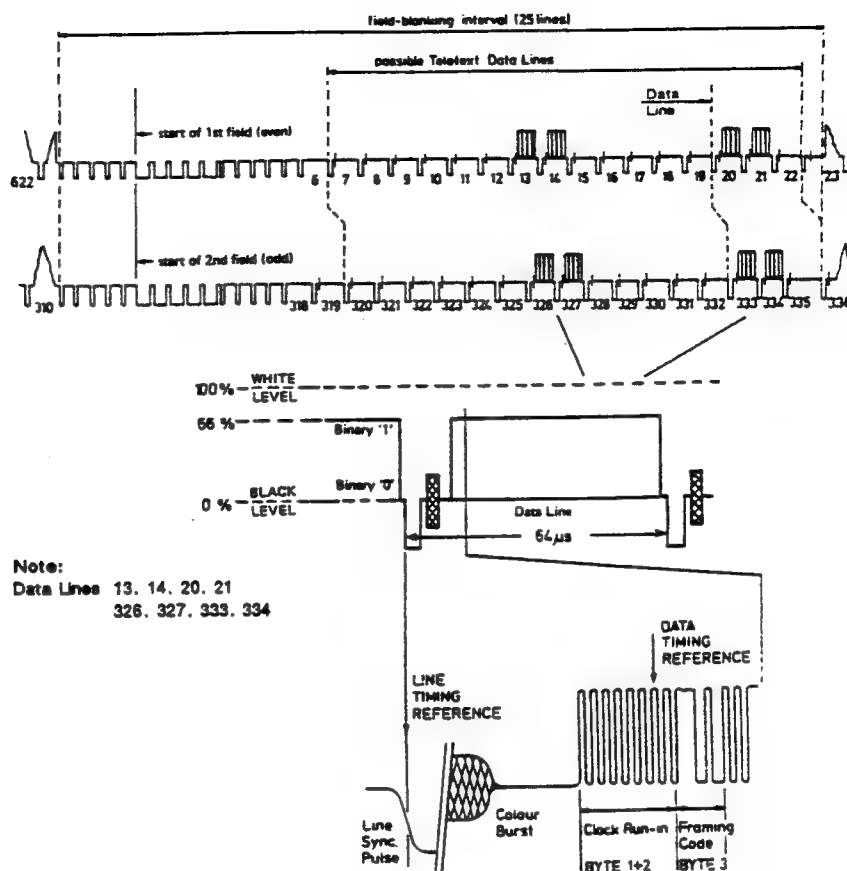 field-blanking interval (25 lines)
possible Teletext Data Lines
Data
Line
start of 1st field (even)
622 6 7 8 9 10 11 12 13 14 15 16 17 18 19 20 21 22 23
start of 2nd field (odd)
310 318 319 320 321 322 323 324 325 326 327 328 329 330 331 332 333 334 335 336
100% WHITE
LEVEL
66%
Binary '1'
Binary '0'
0% BLACK
LEVEL
Data Line
64µs
Note:
Data Lines 13. 14. 20. 21
326. 327. 333. 334
DATA
TIMING
REFERENCE
LINE
TIMING
REFERENCE
Line
Sync.
Pulse
Colour
Burst
Clock Run-in
BYTE 1+2
Framing
Code
BYTE 3